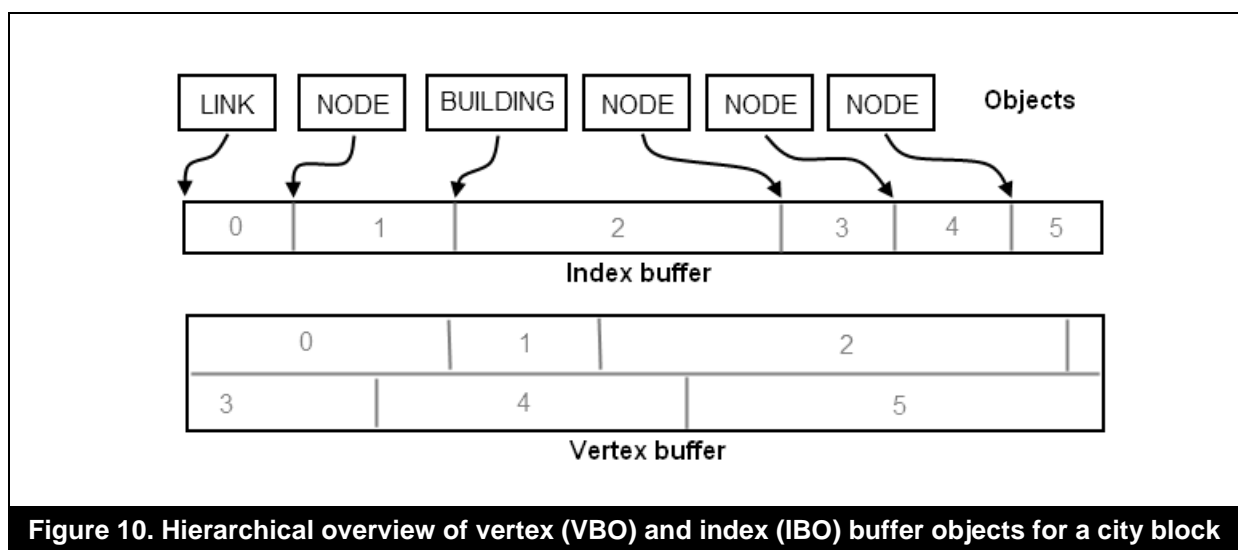 LINK NODE BUILDING NODE NODE NODE Objects
0 1 2 3 4 5
Index buffer
0 1 2
3 4 5
Vertex buffer
Figure 10. Hierarchical overview of vertex (VBO) and index (IBO) buffer objects for a city block